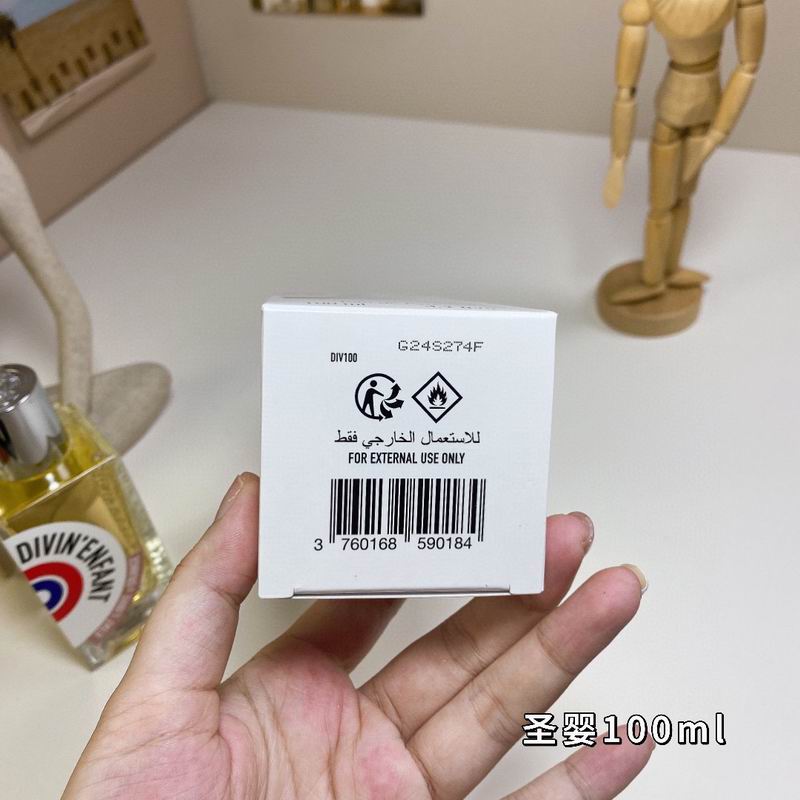 G24S274F
DIV100
للاستعمال الخارجي فقط
FOR EXTERNAL USE ONLY
3 760168 590184
DIVIN'ENFANT
圣婴100ml